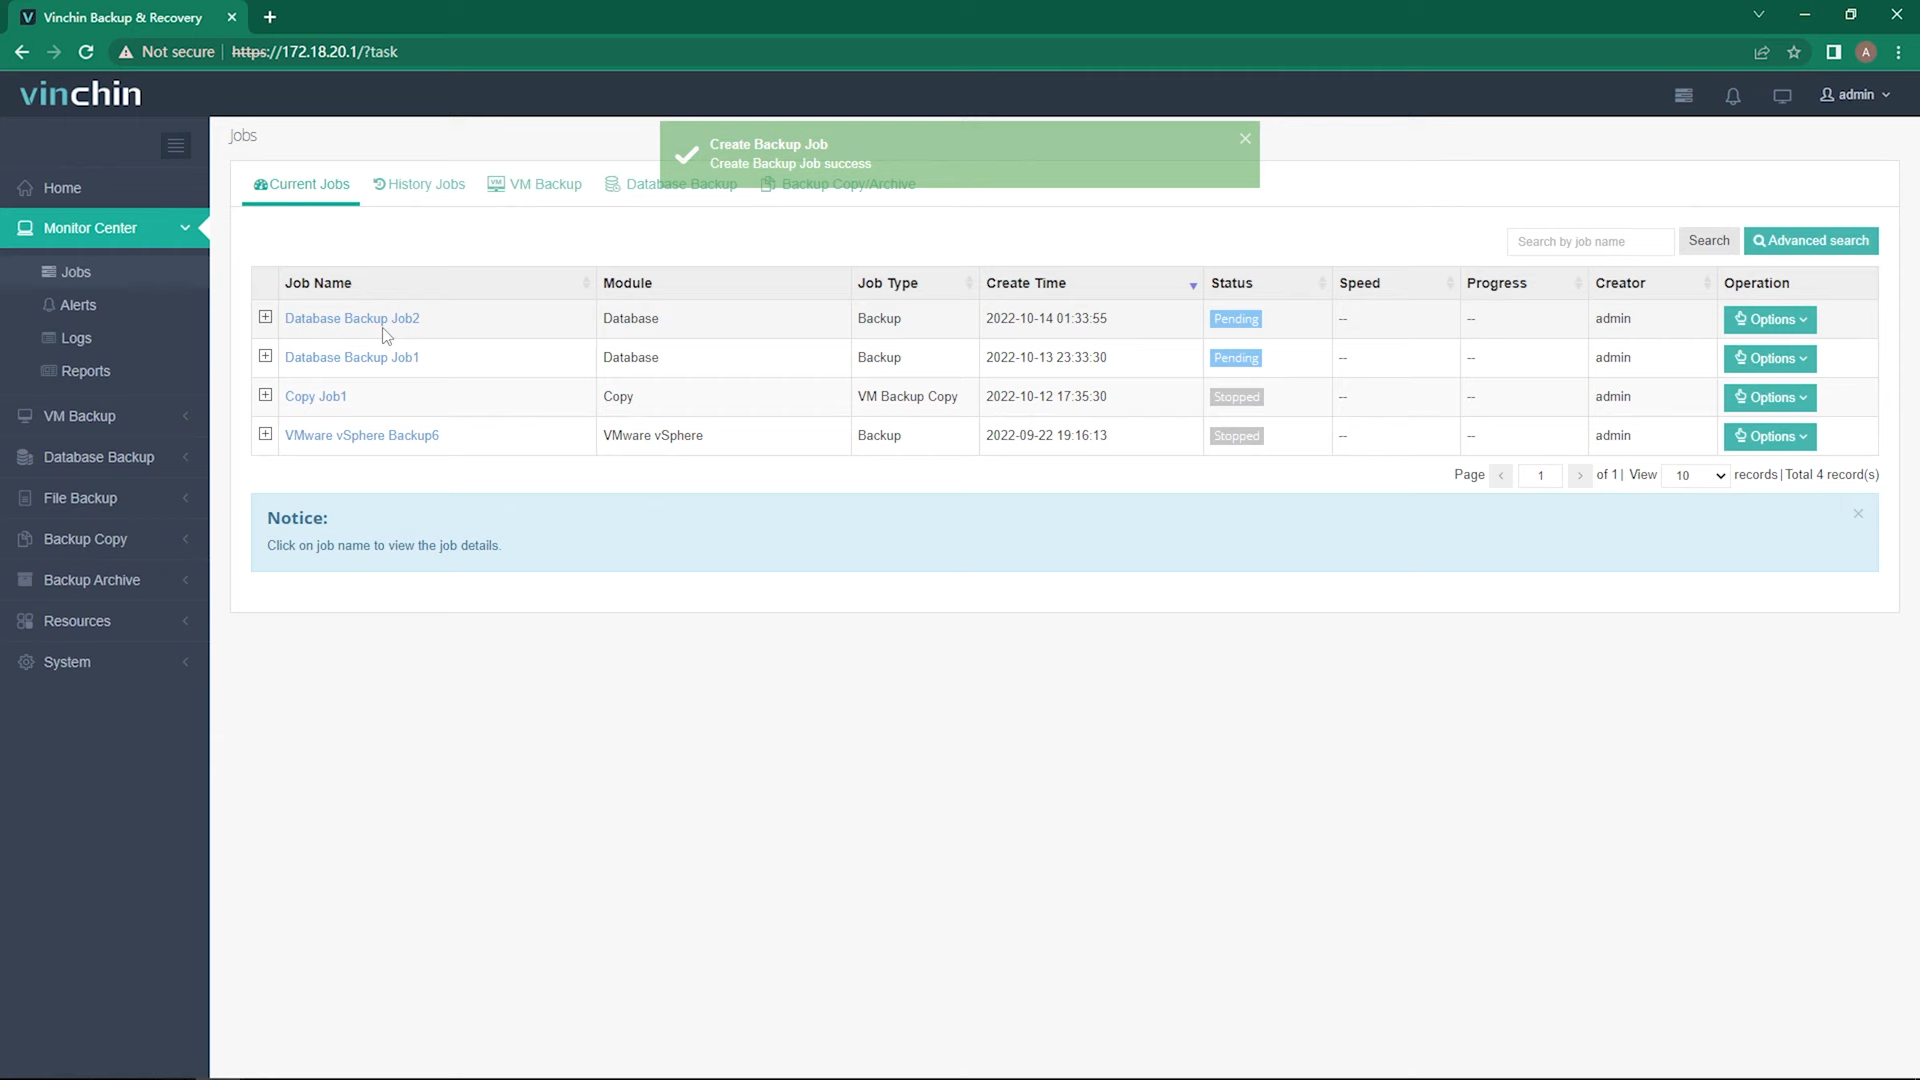 Vinchin Backup & Recovery
Not secure https://172.18.20.1/?task
A
vinchin
admin
Jobs
Create Backup Job
Create Backup Job success
Current Jobs History Jobs VM Backup Database Backup Backup Copy/Archive
Home
Monitor Center
Jobs
Alerts
Logs
Reports
VM Backup
Database Backup
File Backup
Backup Copy
Backup Archive
Resources
System
Search by job name Search Advanced search
Job Name Module Job Type Create Time Status Speed Progress Creator Operation
Database Backup Job2 Database Backup 2022-10-14 01:33:55 Pending -- -- admin Options
Database Backup Job1 Database Backup 2022-10-13 23:33:30 Pending -- -- admin Options
Copy Job1 Copy VM Backup Copy 2022-10-12 17:35:30 Stopped -- -- admin Options
VMware vSphere Backup6 VMware vSphere Backup 2022-09-22 19:16:13 Stopped -- -- admin Options
Page < 1 > of 1 | View 10 records | Total 4 record(s)
Notice:
Click on job name to view the job details.